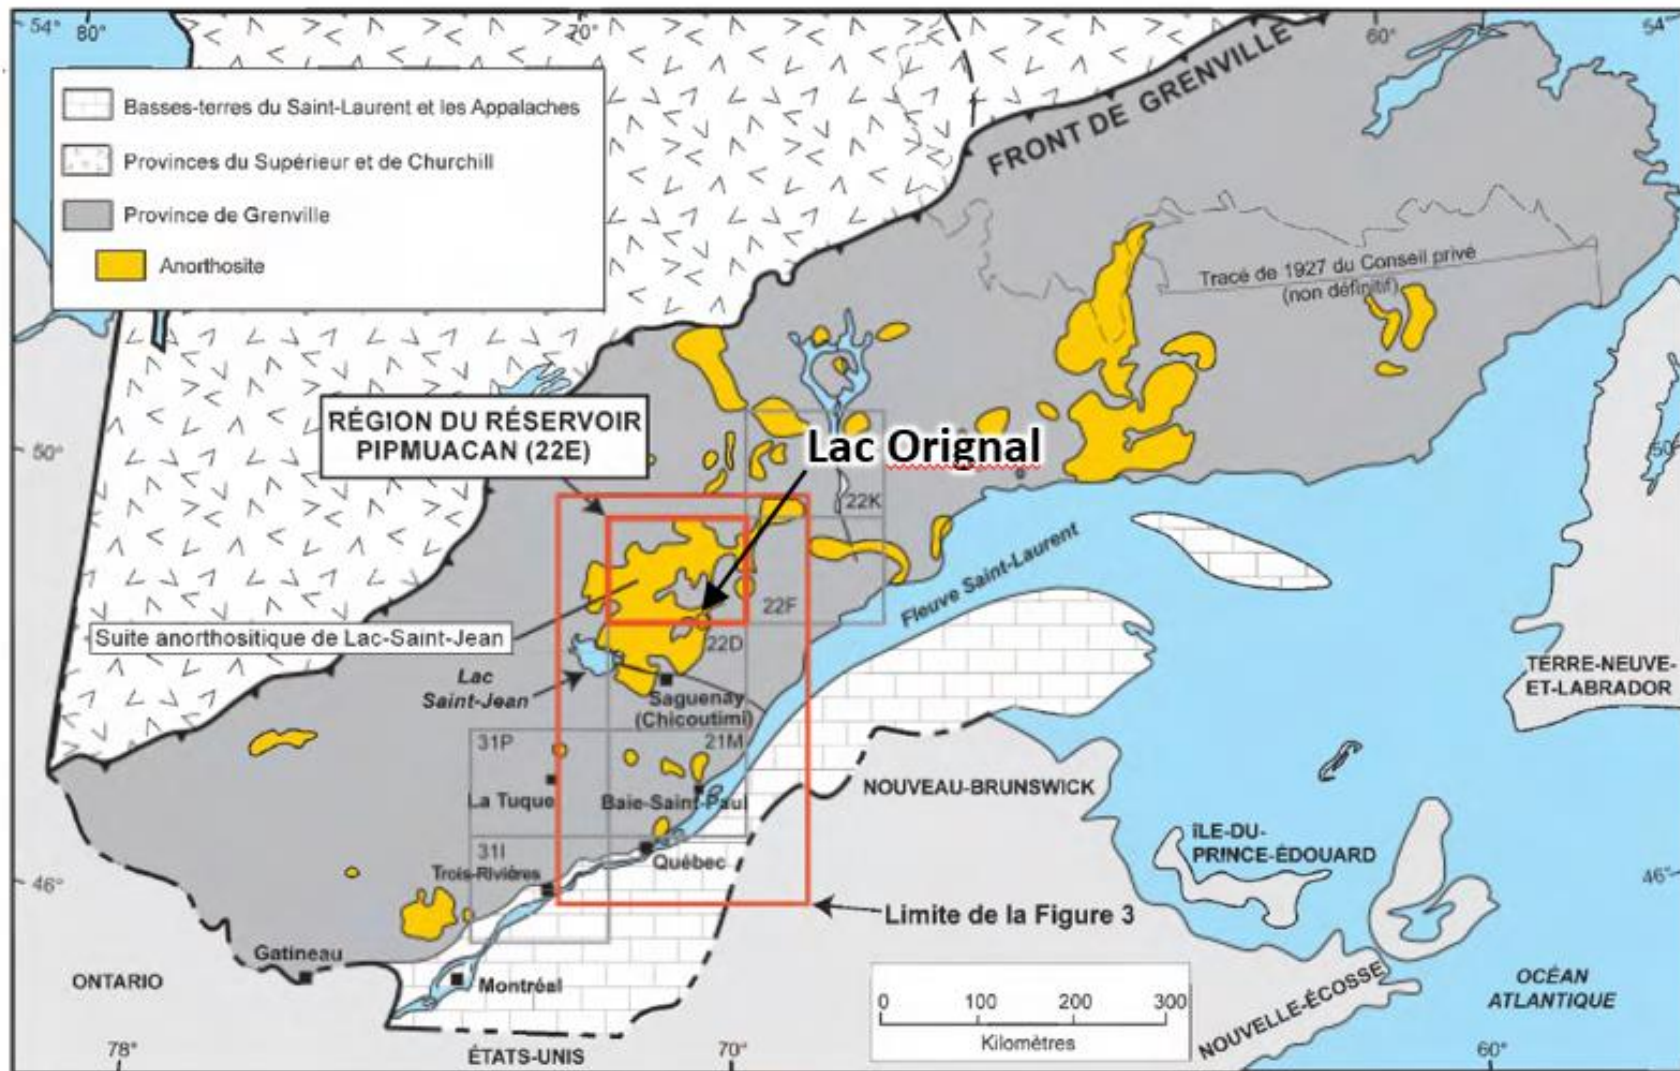 54°
80°
70°
60°
54°
Basses-terres du Saint-Laurent et les Appalaches
Provinces du Supérieur et de Churchill
Province de Grenville
Anorthosite
FRONT DE GRENVILLE
Tracé de 1927 du Conseil privé
(non définitif)
RÉGION DU RÉSERVOIR
PIPMUACAN (22E)
50°
Lac Orignal
50°
22K
Fleuve Saint-Laurent
22F
Suite anorthositique de Lac-Saint-Jean
22D
Lac
Saint-Jean
Saguenay
(Chicoutimi)
TERRE-NEUVE-
ET-LABRADOR
31P
21M
La Tuque
Baie-Saint-Paul
NOUVEAU-BRUNSWICK
ÎLE-DU-
PRINCE-ÉDOUARD
31I
Trois-Rivières
Québec
46°
46°
Limite de la Figure 3
Gatineau
ONTARIO
Montréal
0 100 200 300
Kilomètres
NOUVELLE-ÉCOSSE
OCÉAN
ATLANTIQUE
78°
ÉTATS-UNIS
70°
60°